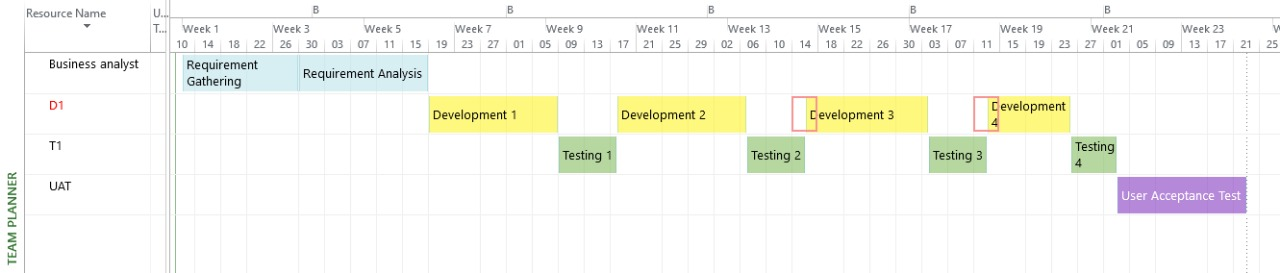 Resource Name U... B B B B B
T... Week 1 Week 3 Week 5 Week 7 Week 9 Week 11 Week 13 Week 15 Week 17 Week 19 Week 21 Week 23 W
10 14 18 22 26 30 03 07 11 15 19 23 27 01 05 09 13 17 21 25 29 02 06 10 14 18 22 26 30 03 07 11 15 19 23 27 01 05 09 13 17 21 25
Business analyst Requirement
Gathering Requirement Analysis
D1 Development 1 Development 2 Development 3 Development
4
T1 Testing 1 Testing 2 Testing 3 Testing
4
UAT User Acceptance Test
TEAM PLANNER